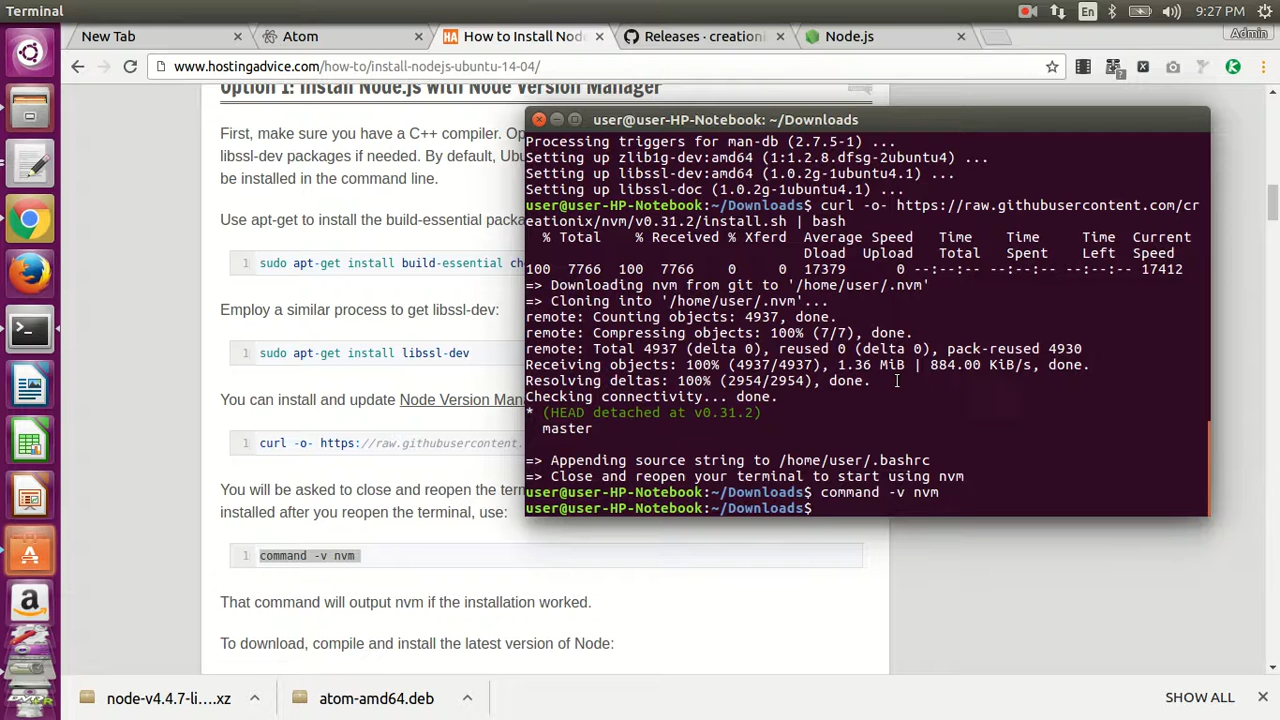 Terminal
En
9:27 PM
New Tab
Atom
How to Install Node
Releases · creation
Node.js
Admin
www.hostingadvice.com/how-to/install-nodejs-ubuntu-14-04/
Option 1: Install Node.js with Node Version Manager
First, make sure you have a C++ compiler. Op
libssl-dev packages if needed. By default, Ubu
be installed in the command line.
Use apt-get to install the build-essential packa
1 sudo apt-get install build-essential ch
Employ a similar process to get libssl-dev:
1 sudo apt-get install libssl-dev
You can install and update Node Version Man
1 curl -o- https://raw.githubusercontent.
You will be asked to close and reopen the term
installed after you reopen the terminal, use:
1 command -v nvm
That command will output nvm if the installation worked.
To download, compile and install the latest version of Node:
user@user-HP-Notebook: ~/Downloads
Processing triggers for man-db (2.7.5-1) ...
Setting up zlib1g-dev:amd64 (1:1.2.8.dfsg-2ubuntu4) ...
Setting up libssl-dev:amd64 (1.0.2g-1ubuntu4.1) ...
Setting up libssl-doc (1.0.2g-1ubuntu4.1) ...
user@user-HP-Notebook:~/Downloads$ curl -o- https://raw.githubusercontent.com/cr
eationix/nvm/v0.31.2/install.sh | bash
% Total % Received % Xferd Average Speed Time Time Time Current
Dload Upload Total Spent Left Speed
100 7766 100 7766 0 0 17379 0 --:--:-- --:--:-- --:--:-- 17412
=> Downloading nvm from git to '/home/user/.nvm'
=> Cloning into '/home/user/.nvm'...
remote: Counting objects: 4937, done.
remote: Compressing objects: 100% (7/7), done.
remote: Total 4937 (delta 0), reused 0 (delta 0), pack-reused 4930
Receiving objects: 100% (4937/4937), 1.36 MiB | 884.00 KiB/s, done.
Resolving deltas: 100% (2954/2954), done.
Checking connectivity... done.
* (HEAD detached at v0.31.2)
master
=> Appending source string to /home/user/.bashrc
=> Close and reopen your terminal to start using nvm
user@user-HP-Notebook:~/Downloads$ command -v nvm
user@user-HP-Notebook:~/Downloads$
node-v4.4.7-li....xz
atom-amd64.deb
SHOW ALL